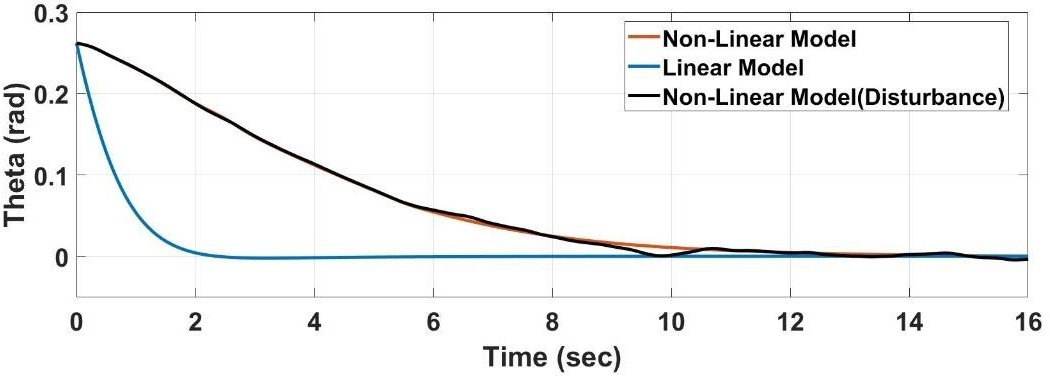 0.3
0.2
0.1
0
Theta (rad)
Non-Linear Model
Linear Model
Non-Linear Model(Disturbance)
0 2 4 6 8 10 12 14 16
Time (sec)